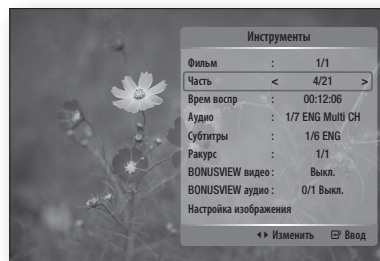 Инструменты
Фильм : 1/1
Часть < 4/21 >
Врем воспр : 00:12:06
Аудио : 1/7 ENG Multi CH
Субтитры : 1/6 ENG
Ракурс : 1/1
BONUSVIEW видео : Выкл.
BONUSVIEW аудио : 0/1 Выкл.
Настройка изображения
Изменить Ввод